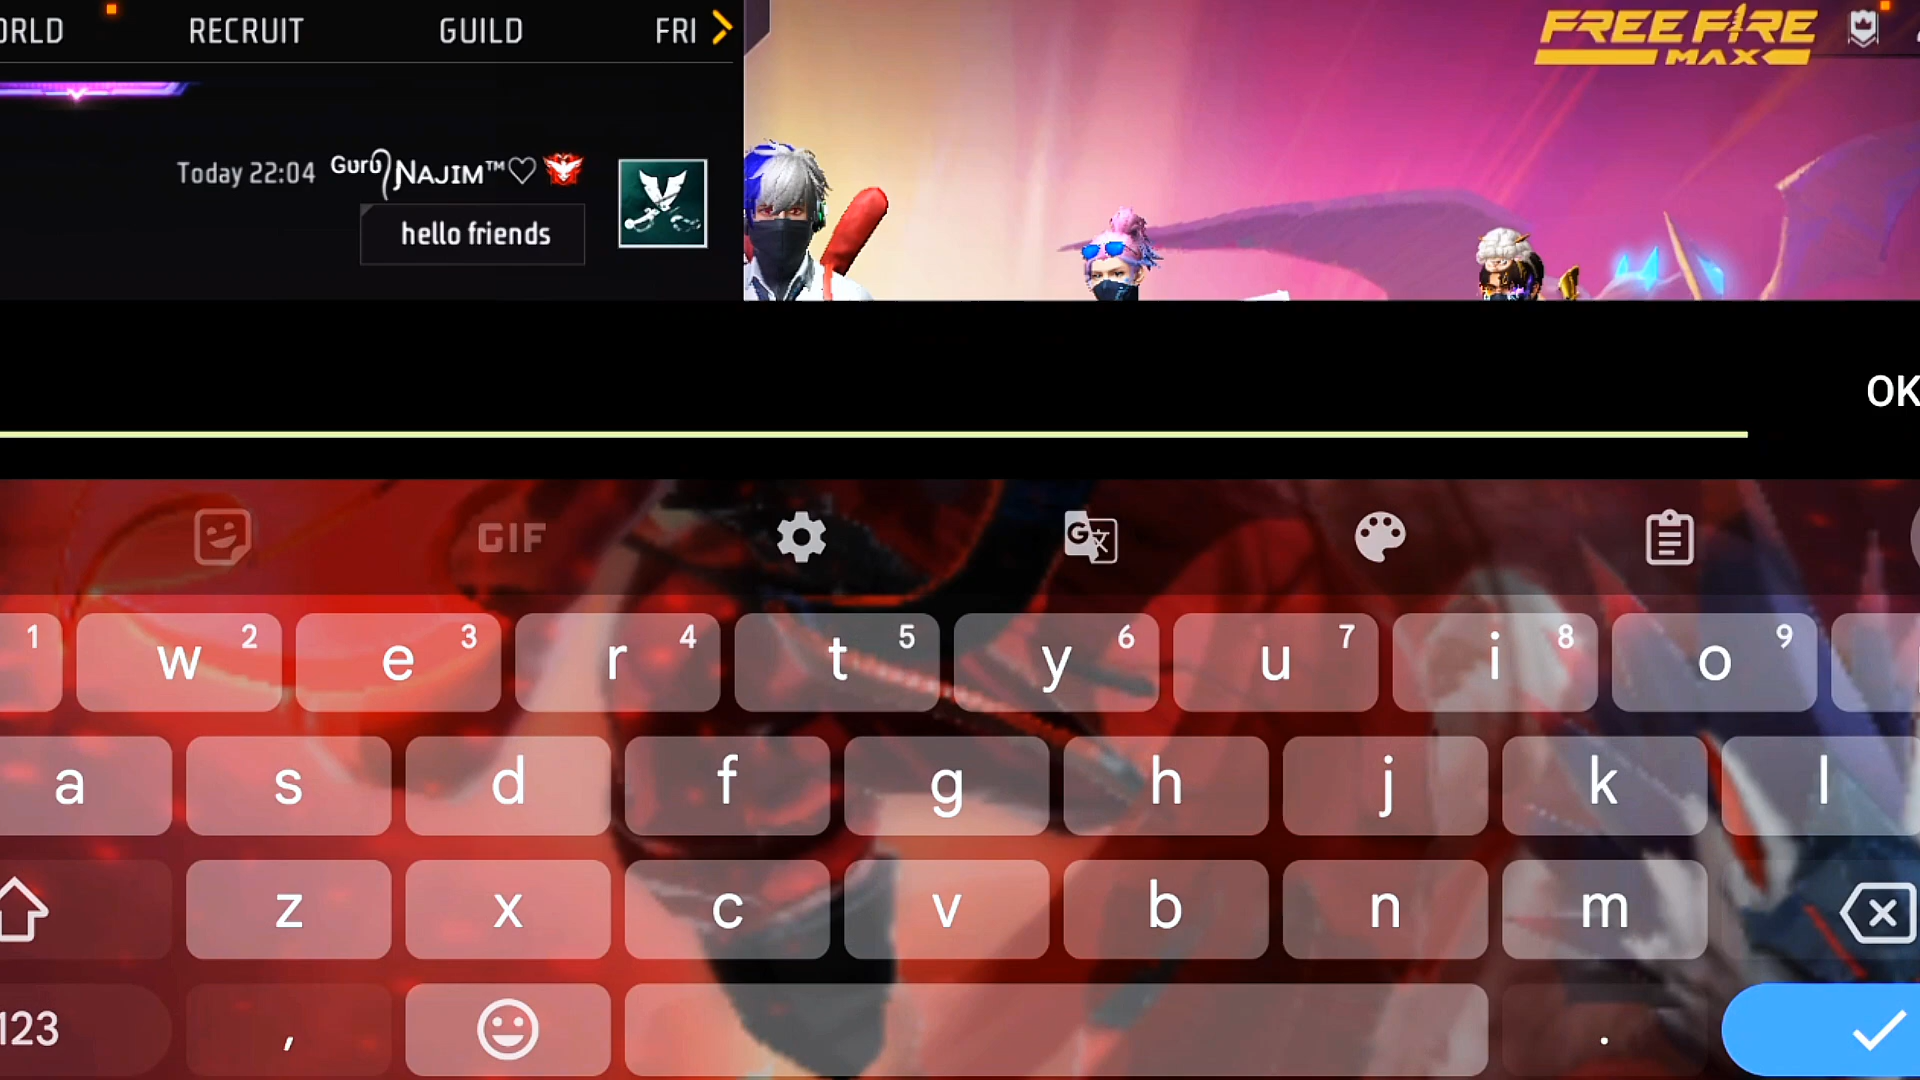 RECRUIT
GUILD
FRI
FREE FIRE
MAX
Today 22:04
Guru NAJIM™♡
hello friends
OK
GIF
1
w 2
e 3
r 4
t 5
y 6
u 7
i 8
o 9
a s d f g h j k l
z x c v b n m
123 , .